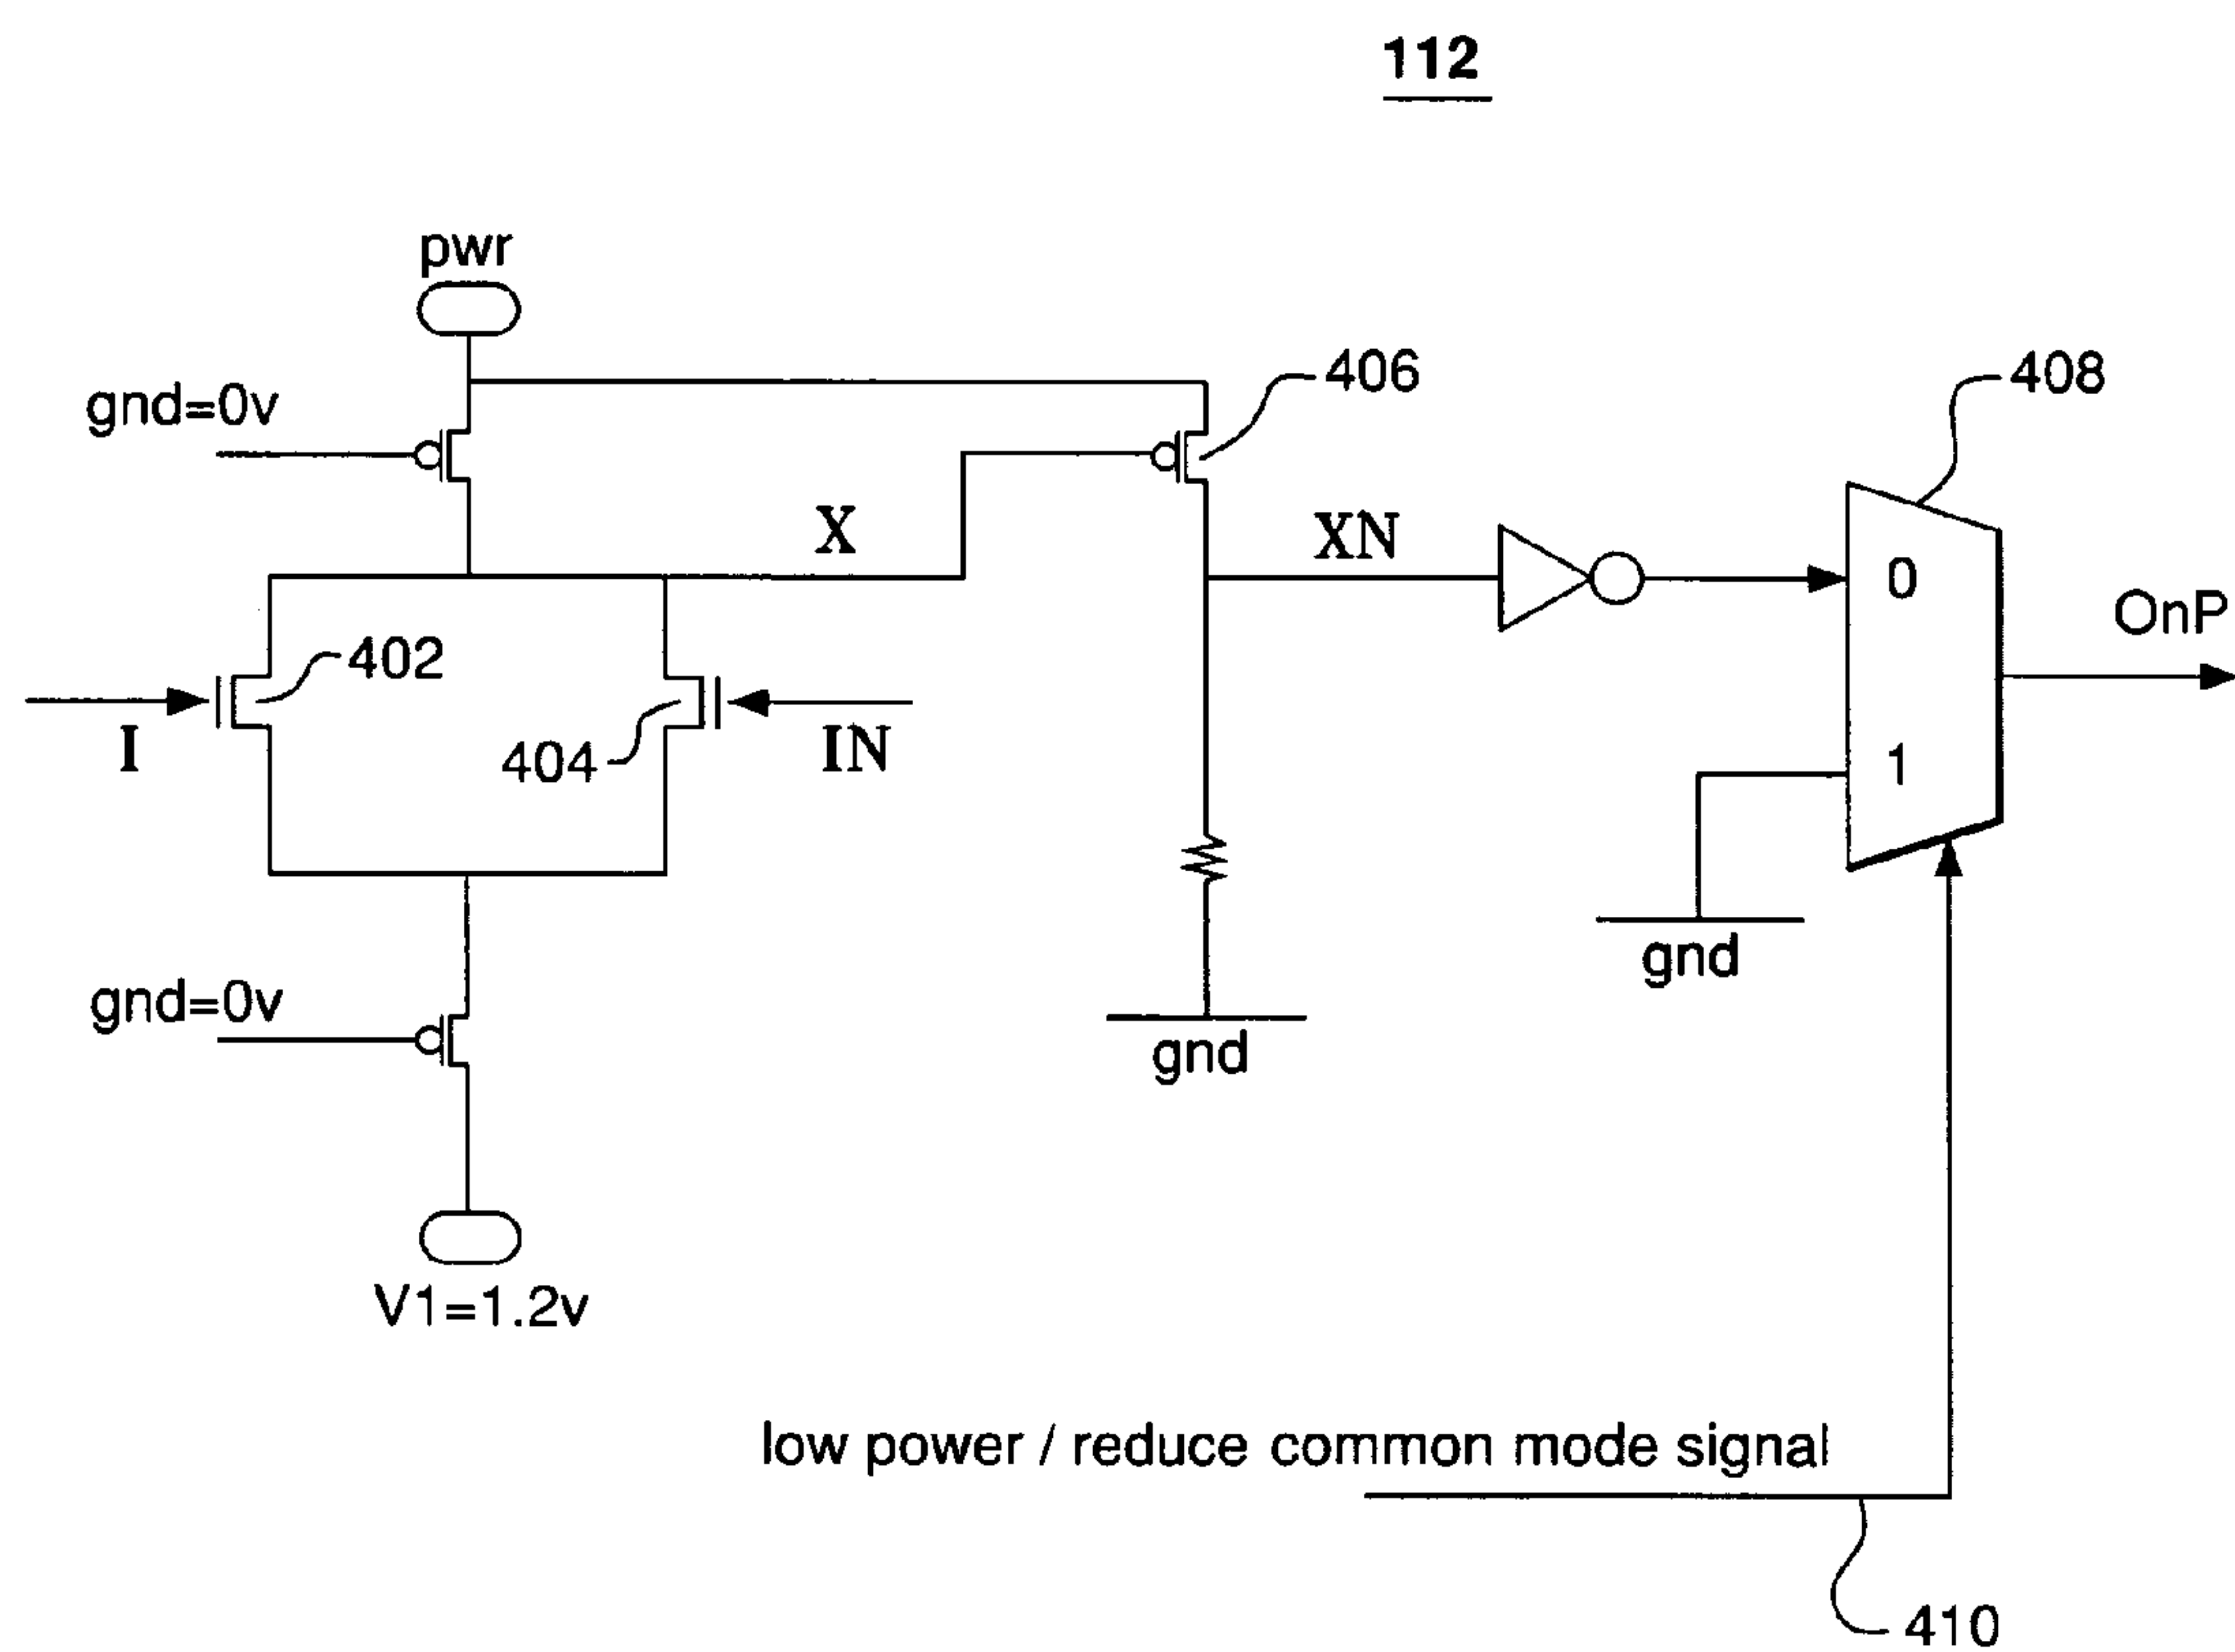 112
pwr
gnd=0v
406
408
X
XN
0
OnP
402
I
404
IN
1
gnd
gnd=0v
gnd
V1=1.2v
low power / reduce common mode signal
410